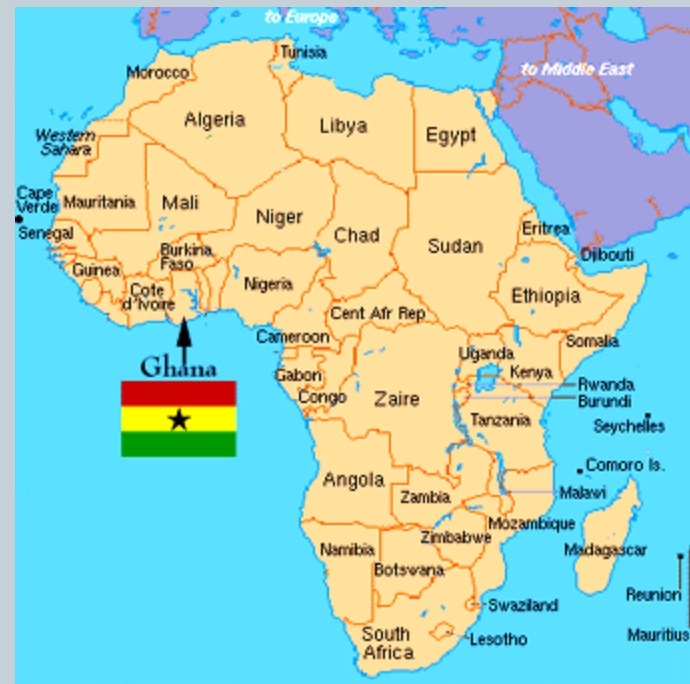 to Europe
Tunisia
Morocco
to Middle East
Algeria
Libya
Egypt
Western
Sahara
Cape
Verde
Mauritania
Mali
Niger
Chad
Sudan
Eritrea
Senegal
Burkina
Faso
Djibouti
Guinea
Nigeria
Cote
d'Ivoire
Ethiopia
Cent Afr Rep
Cameroon
Somalia
Ghana
Uganda
Kenya
Gabon
Congo
Zaire
Rwanda
Burundi
Tanzania
Seychelles
Comoro Is.
Angola
Zambia
Malawi
Mozambique
Zimbabwe
Namibia
Madagascar
Botswana
Reunion
Swaziland
South
Africa
Lesotho
Mauritius